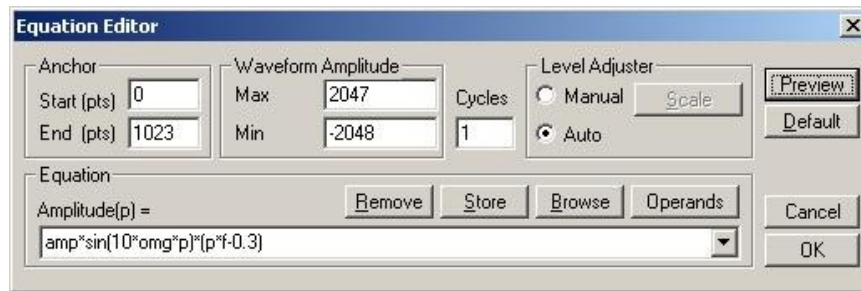 Equation Editor
Anchor
Waveform Amplitude
Level Adjuster
Start (pts) 0
Max 2047
Cycles
Manual Scale
Preview
End (pts) 1023
Min -2048
1
Auto
Default
Equation
Amplitude(p) =
Remove Store Browse Operands
Cancel
amp*sin(10*omg*p)*(p*f-0.3)
OK